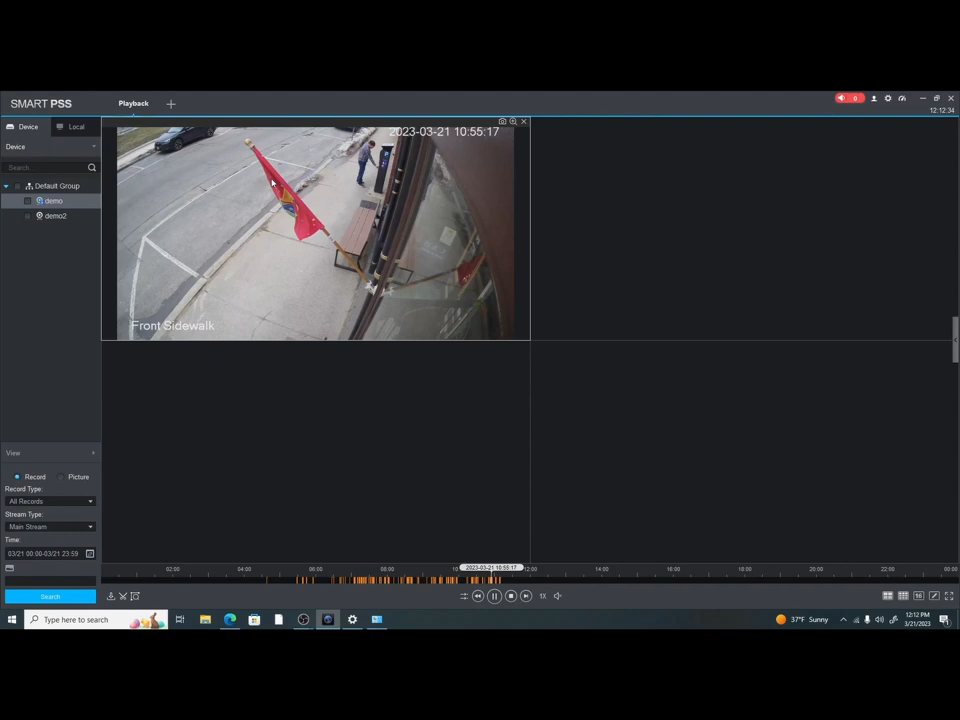 SMART PSS
Playback
0
12:12:34
Device
Local
Device
Search
Default Group
demo
demo2
2023-03-21 10:55:17
Front Sidewalk
View
Record
Picture
Record Type:
All Records
Stream Type:
Main Stream
Time:
03/21 00:00-03/21 23:59
Search
02:00
04:00
06:00
08:00
10
2023-03-21 10:55:17
12:00
14:00
16:00
18:00
20:00
22:00
00:00
1X
Type here to search
37°F Sunny
12:12 PM
3/21/2023